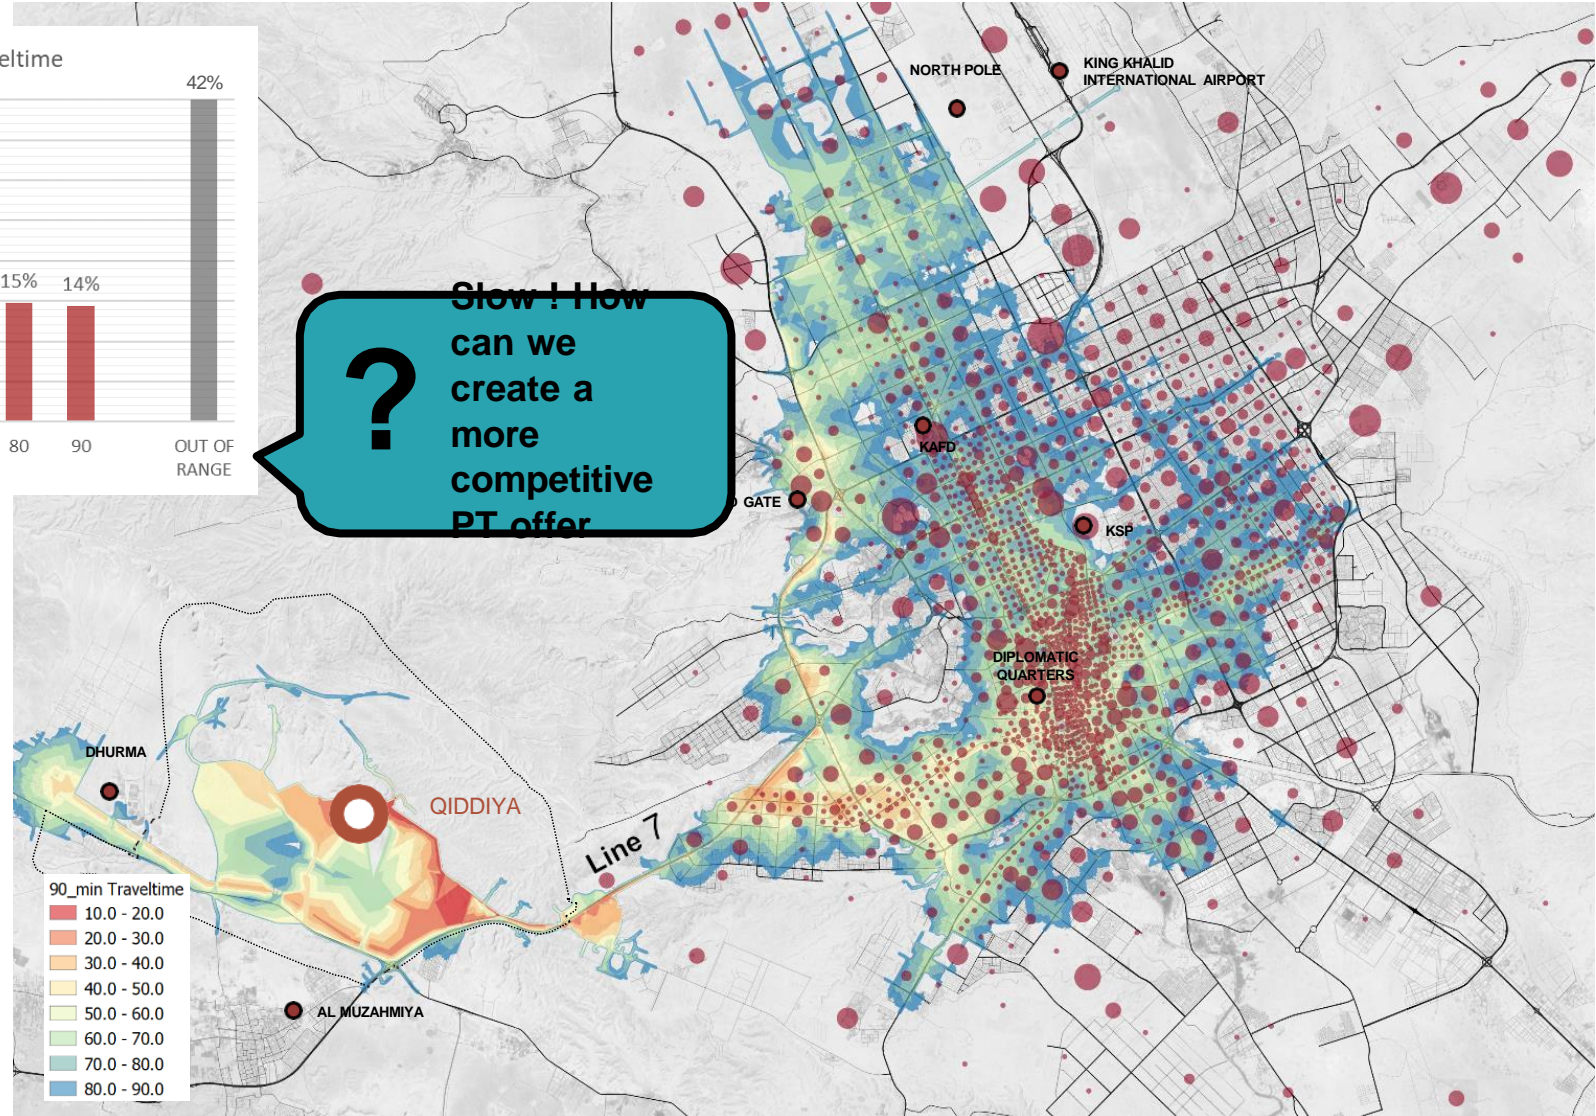 eltime
42%
15%
14%
80
90
OUT OF
RANGE
?
Slow ! How
can we
create a
more
competitive
PT offer
NORTH POLE
KING KHALID
INTERNATIONAL AIRPORT
KAFD
GATE
KSP
DIPLOMATIC
QUARTERS
DHURMA
QIDDIYA
Line 7
AL MUZAHMIYA
90_min Traveltime
10.0 - 20.0
20.0 - 30.0
30.0 - 40.0
40.0 - 50.0
50.0 - 60.0
60.0 - 70.0
70.0 - 80.0
80.0 - 90.0